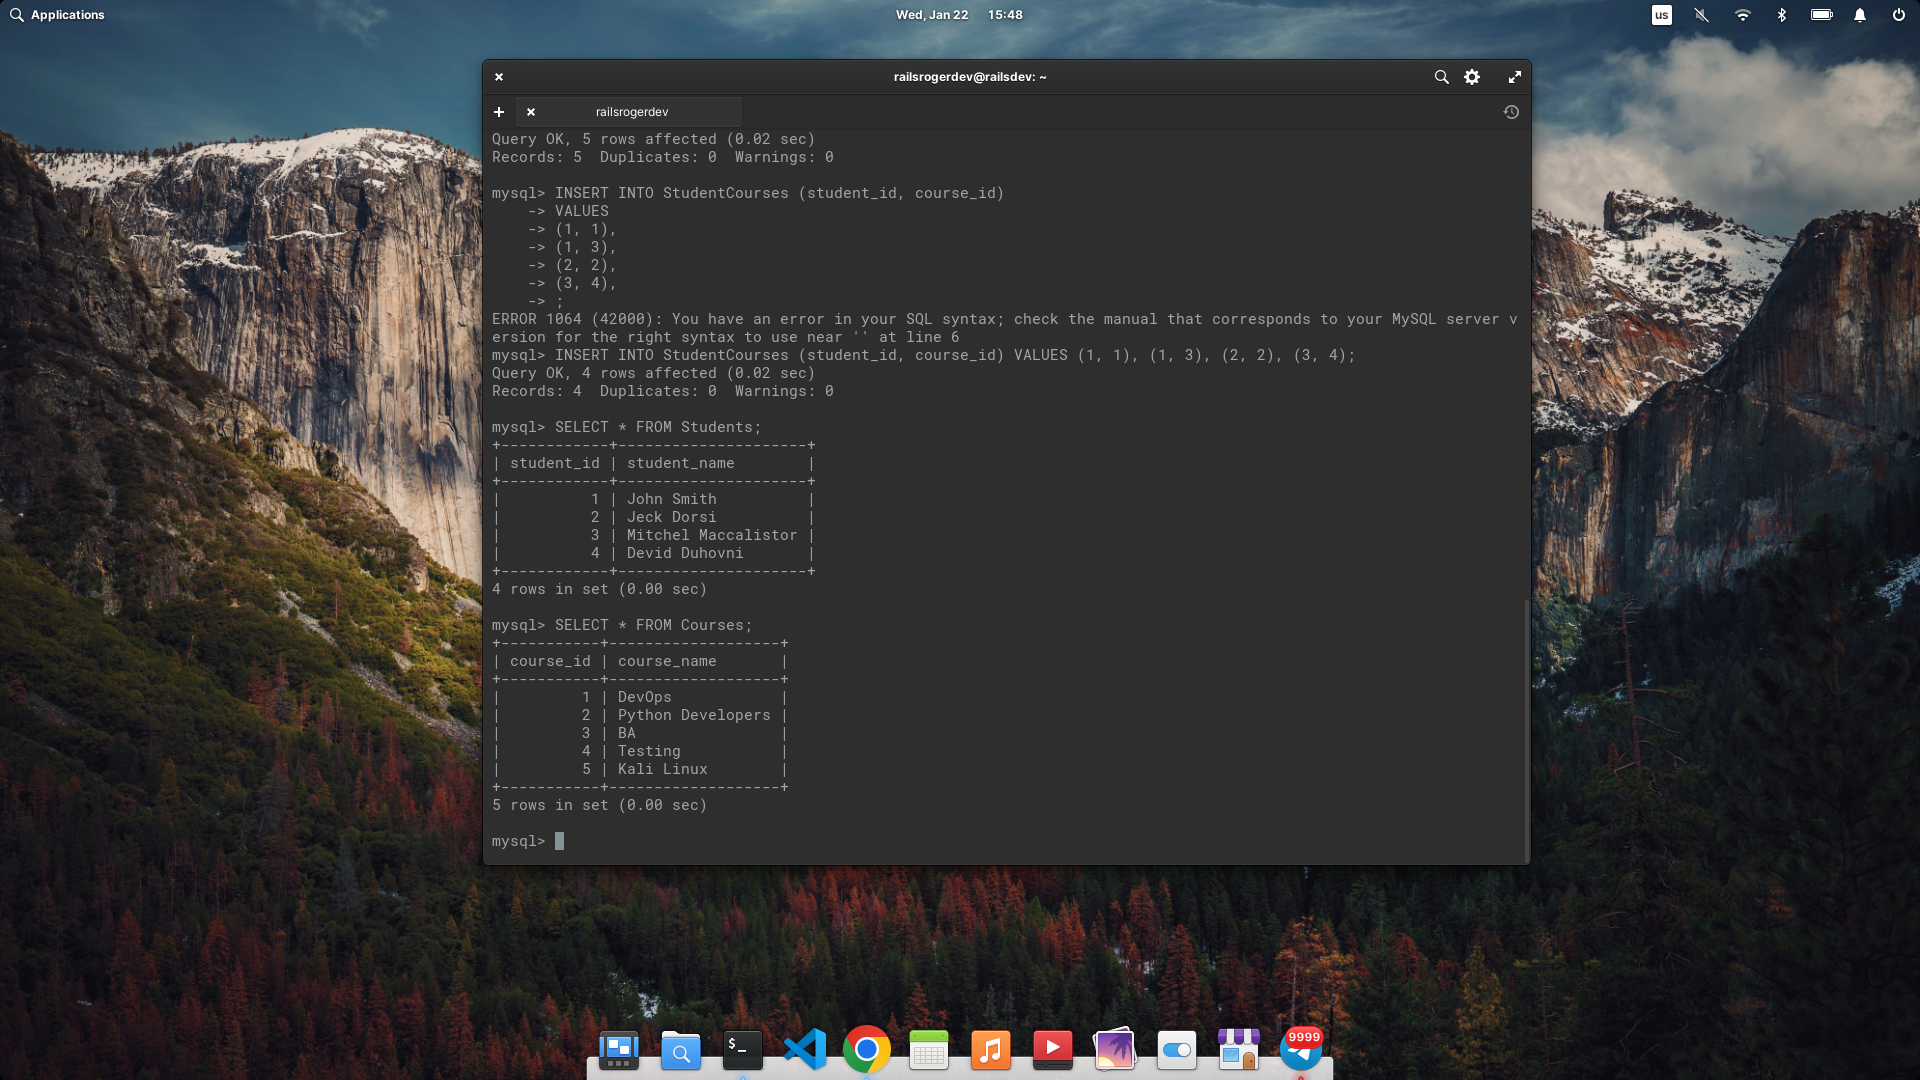 Applications
Wed, Jan 22 15:48
us
railsrogerdev@railsdev: ~
railsrogerdev
Query OK, 5 rows affected (0.02 sec)
Records: 5  Duplicates: 0  Warnings: 0
mysql> INSERT INTO StudentCourses (student_id, course_id)
    -> VALUES
    -> (1, 1),
    -> (1, 3),
    -> (2, 2),
    -> (3, 4),
    -> ;
ERROR 1064 (42000): You have an error in your SQL syntax; check the manual that corresponds to your MySQL server v
ersion for the right syntax to use near '' at line 6
mysql> INSERT INTO StudentCourses (student_id, course_id) VALUES (1, 1), (1, 3), (2, 2), (3, 4);
Query OK, 4 rows affected (0.02 sec)
Records: 4  Duplicates: 0  Warnings: 0
mysql> SELECT * FROM Students;
+------------+---------------------+
| student_id | student_name        |
+------------+---------------------+
|          1 | John Smith          |
|          2 | Jeck Dorsi          |
|          3 | Mitchel Maccalistor |
|          4 | Devid Duhovni       |
+------------+---------------------+
4 rows in set (0.00 sec)
mysql> SELECT * FROM Courses;
+-----------+-------------------+
| course_id | course_name       |
+-----------+-------------------+
|         1 | DevOps            |
|         2 | Python Developers |
|         3 | BA                |
|         4 | Testing           |
|         5 | Kali Linux        |
+-----------+-------------------+
5 rows in set (0.00 sec)
mysql>
$_
9999